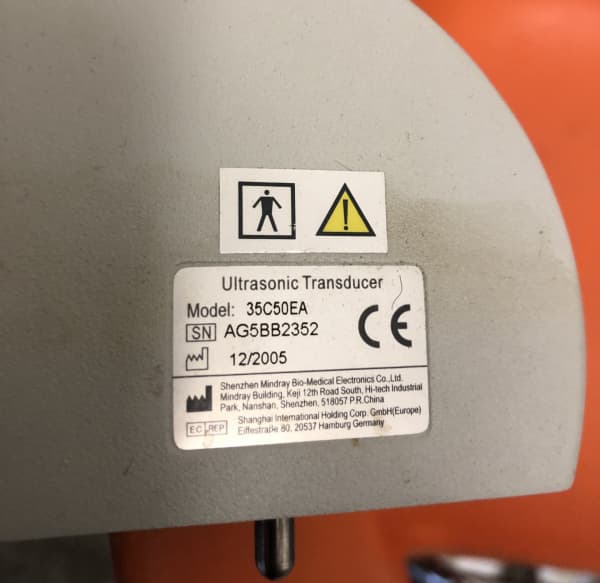 Ultrasonic Transducer
Model: 35C50EA
SN AG5BB2352
12/2005
CE
Shenzhen Mindray Bio-Medical Electronics Co.,Ltd.
Mindray Building, Keji 12th Road South, Hi-tech Industrial
Park, Nanshan, Shenzhen, 518057 P.R.China
EC REP Shanghai International Holding Corp. GmbH(Europe)
Eiffestraße 80, 20537 Hamburg Germany